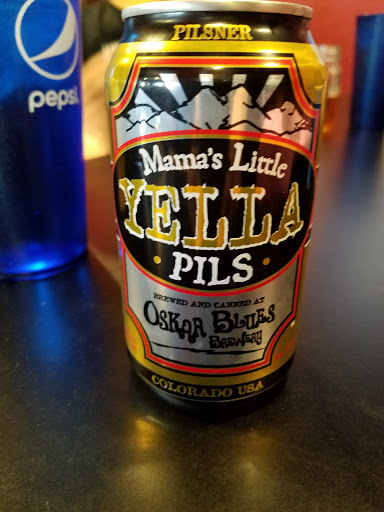 PILSNER
pepsi
Mama's Little
YELLA
PILS
BREWED AND CANNED AT
OSKAR BLUES
BREWERY
COLORADO USA